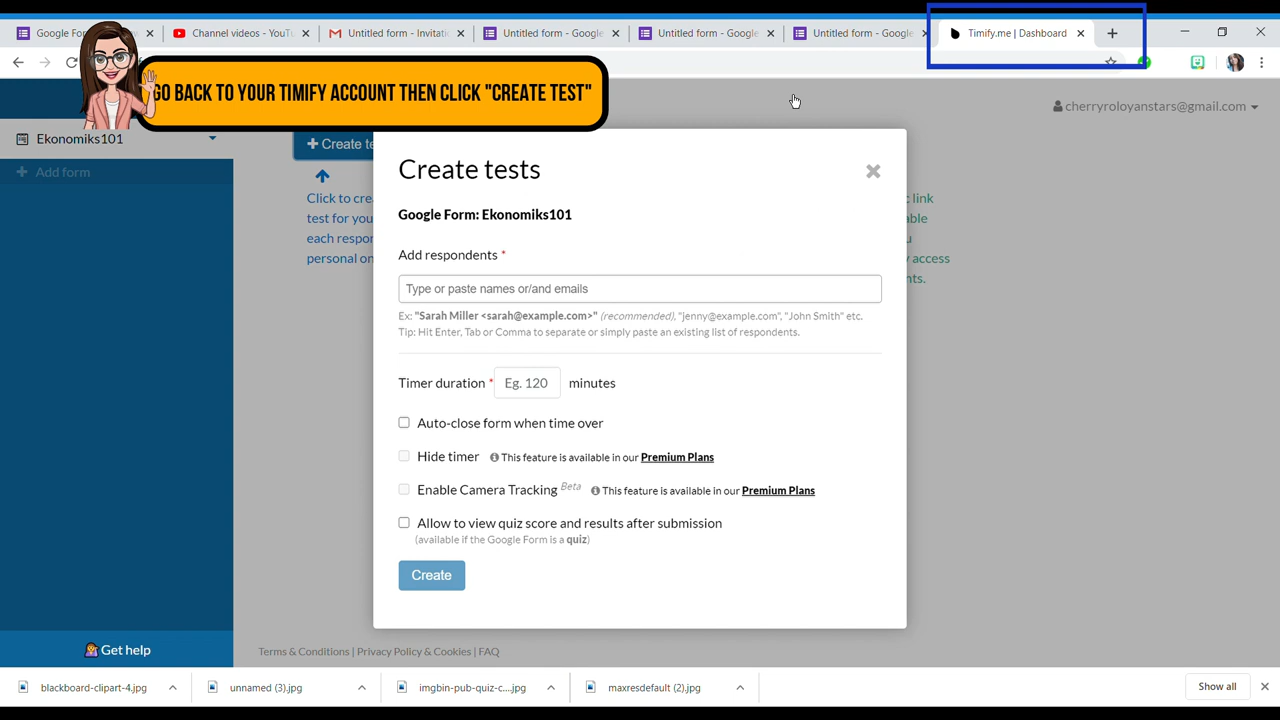 Google Fo
Channel videos - YouTu
Untitled form - Invitati
Untitled form - Google
Untitled form - Google
Untitled form - Google
Timify.me | Dashboard
GO BACK TO YOUR TIMIFY ACCOUNT THEN CLICK "CREATE TEST"
cherryroloyanstars@gmail.com
Ekonomiks101
+ Create te
+ Add form
Click to cre
test for you
each respor
personal on
link
able
u
y access
nts.
Create tests
Google Form: Ekonomiks101
Add respondents *
Type or paste names or/and emails
Ex: "Sarah Miller <sarah@example.com>" (recommended), "jenny@example.com", "John Smith" etc.
Tip: Hit Enter, Tab or Comma to separate or simply paste an existing list of respondents.
Timer duration * Eg. 120 minutes
Auto-close form when time over
Hide timer This feature is available in our Premium Plans
Enable Camera Tracking Beta This feature is available in our Premium Plans
Allow to view quiz score and results after submission
(available if the Google Form is a quiz)
Create
Get help
Terms & Conditions | Privacy Policy & Cookies | FAQ
blackboard-clipart-4.jpg
unnamed (3).jpg
imgbin-pub-quiz-c....jpg
maxresdefault (2).jpg
Show all